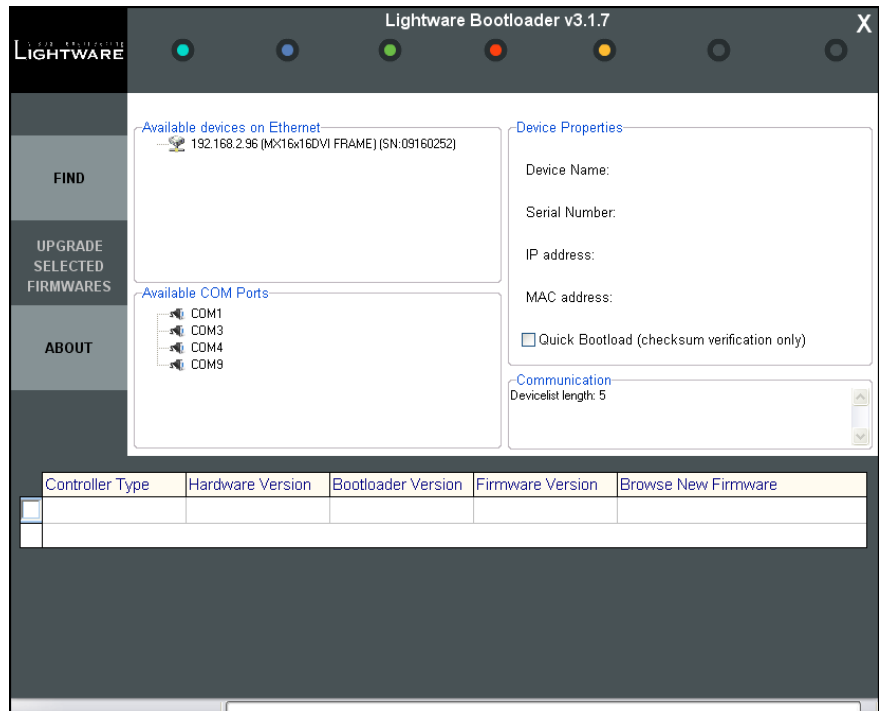 Lightware Bootloader v3.1.7
X
LIGHTWARE
FIND
UPGRADE
SELECTED
FIRMWARES
ABOUT
Available devices on Ethernet
192.168.2.96 (MX16x16DVI FRAME) (SN:09160252)
Available COM Ports
COM1
COM3
COM4
COM9
Device Properties
Device Name:
Serial Number:
IP address:
MAC address:
Quick Bootload (checksum verification only)
Communication
Devicelist length: 5
Controller Type Hardware Version Bootloader Version Firmware Version Browse New Firmware